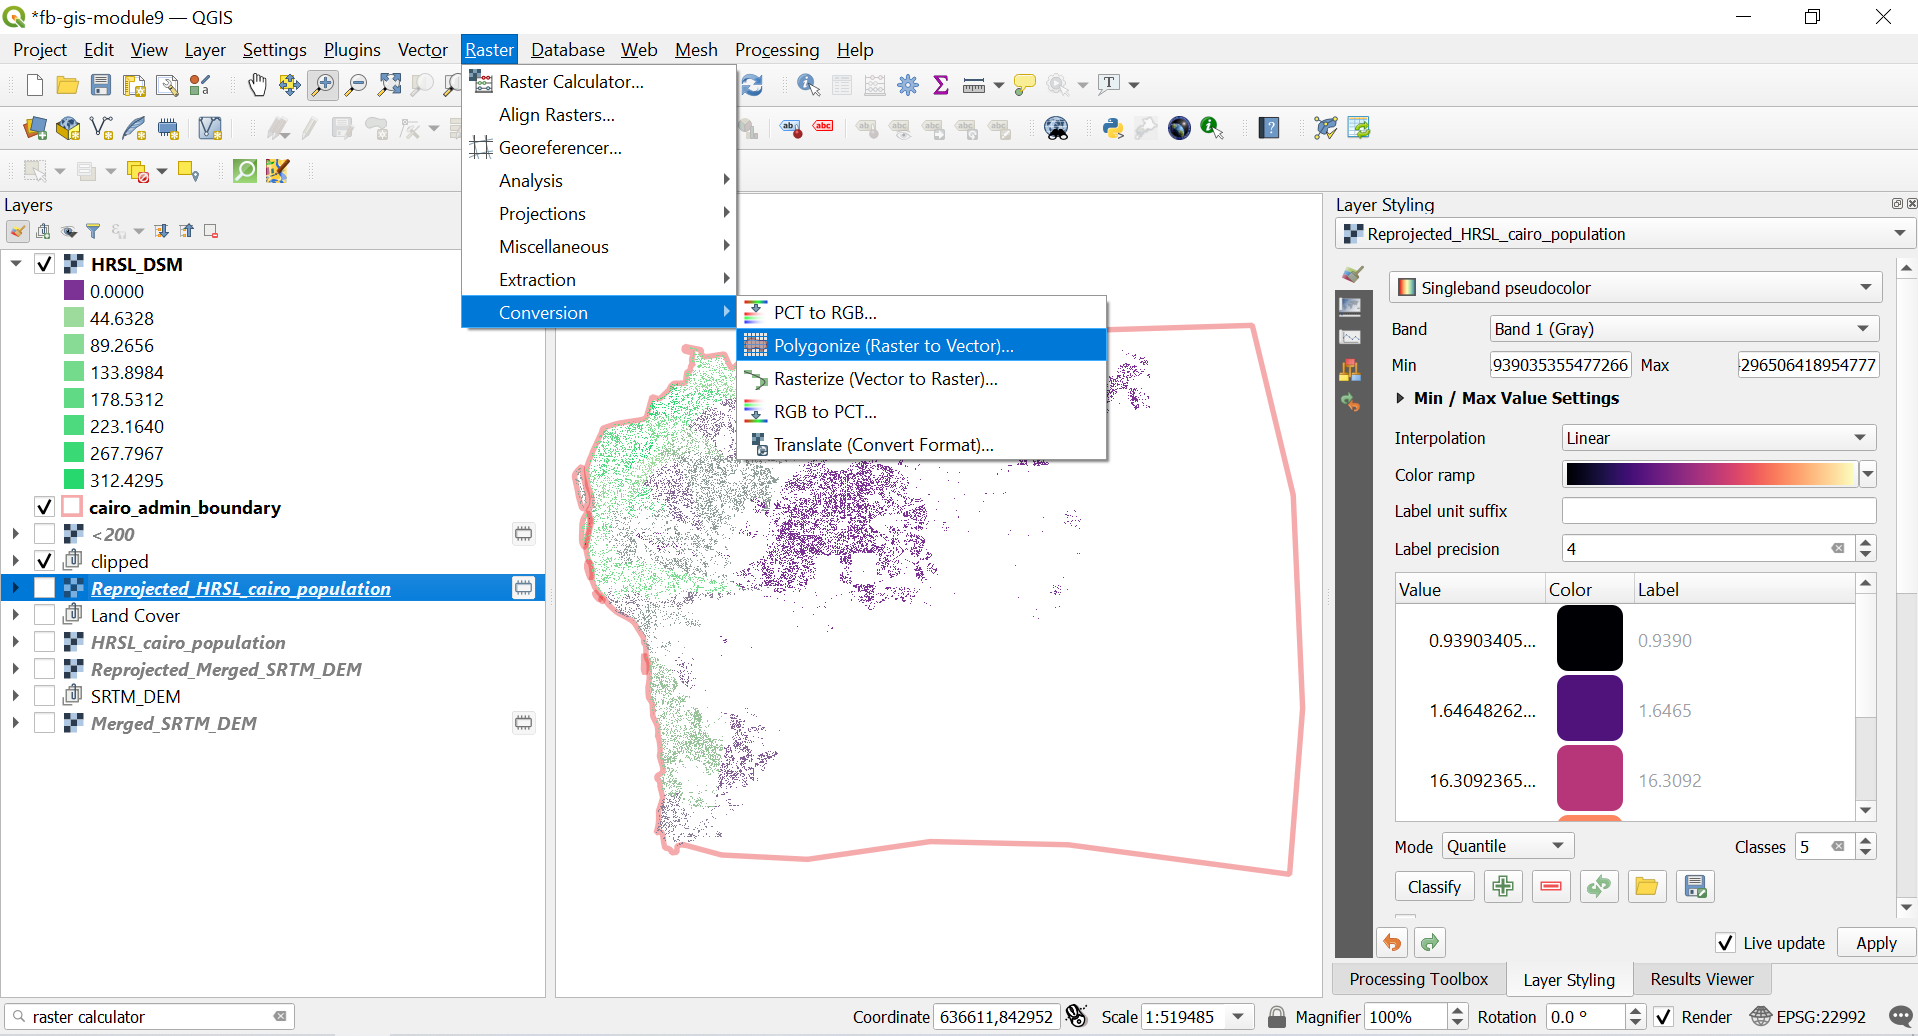 *fb-gis-module9 — QGIS
Project Edit View Layer Settings Plugins Vector Raster Database Web Mesh Processing Help
Raster Calculator...
Align Rasters...
Georeferencer...
Analysis
Projections
Miscellaneous
Extraction
Conversion
PCT to RGB...
Polygonize (Raster to Vector)...
Rasterize (Vector to Raster)...
RGB to PCT...
Translate (Convert Format)...
Layers
HRSL_DSM
0.0000
44.6328
89.2656
133.8984
178.5312
223.1640
267.7967
312.4295
cairo_admin_boundary
<200
clipped
Reprojected_HRSL_cairo_population
Land Cover
HRSL_cairo_population
Reprojected_Merged_SRTM_DEM
SRTM_DEM
Merged_SRTM_DEM
Layer Styling
Reprojected_HRSL_cairo_population
Singleband pseudocolor
Band Band 1 (Gray)
Min .939035355477266 Max 296506418954777
Min / Max Value Settings
Interpolation Linear
Color ramp
Label unit suffix
Label precision 4
Value Color Label
0.93903405... 0.9390
1.64648262... 1.6465
16.3092365... 16.3092
Mode Quantile Classes 5
Classify
Live update Apply
Processing Toolbox Layer Styling Results Viewer
raster calculator
Coordinate 636611,842952 Scale 1:519485 Magnifier 100% Rotation 0.0 ° Render EPSG:22992